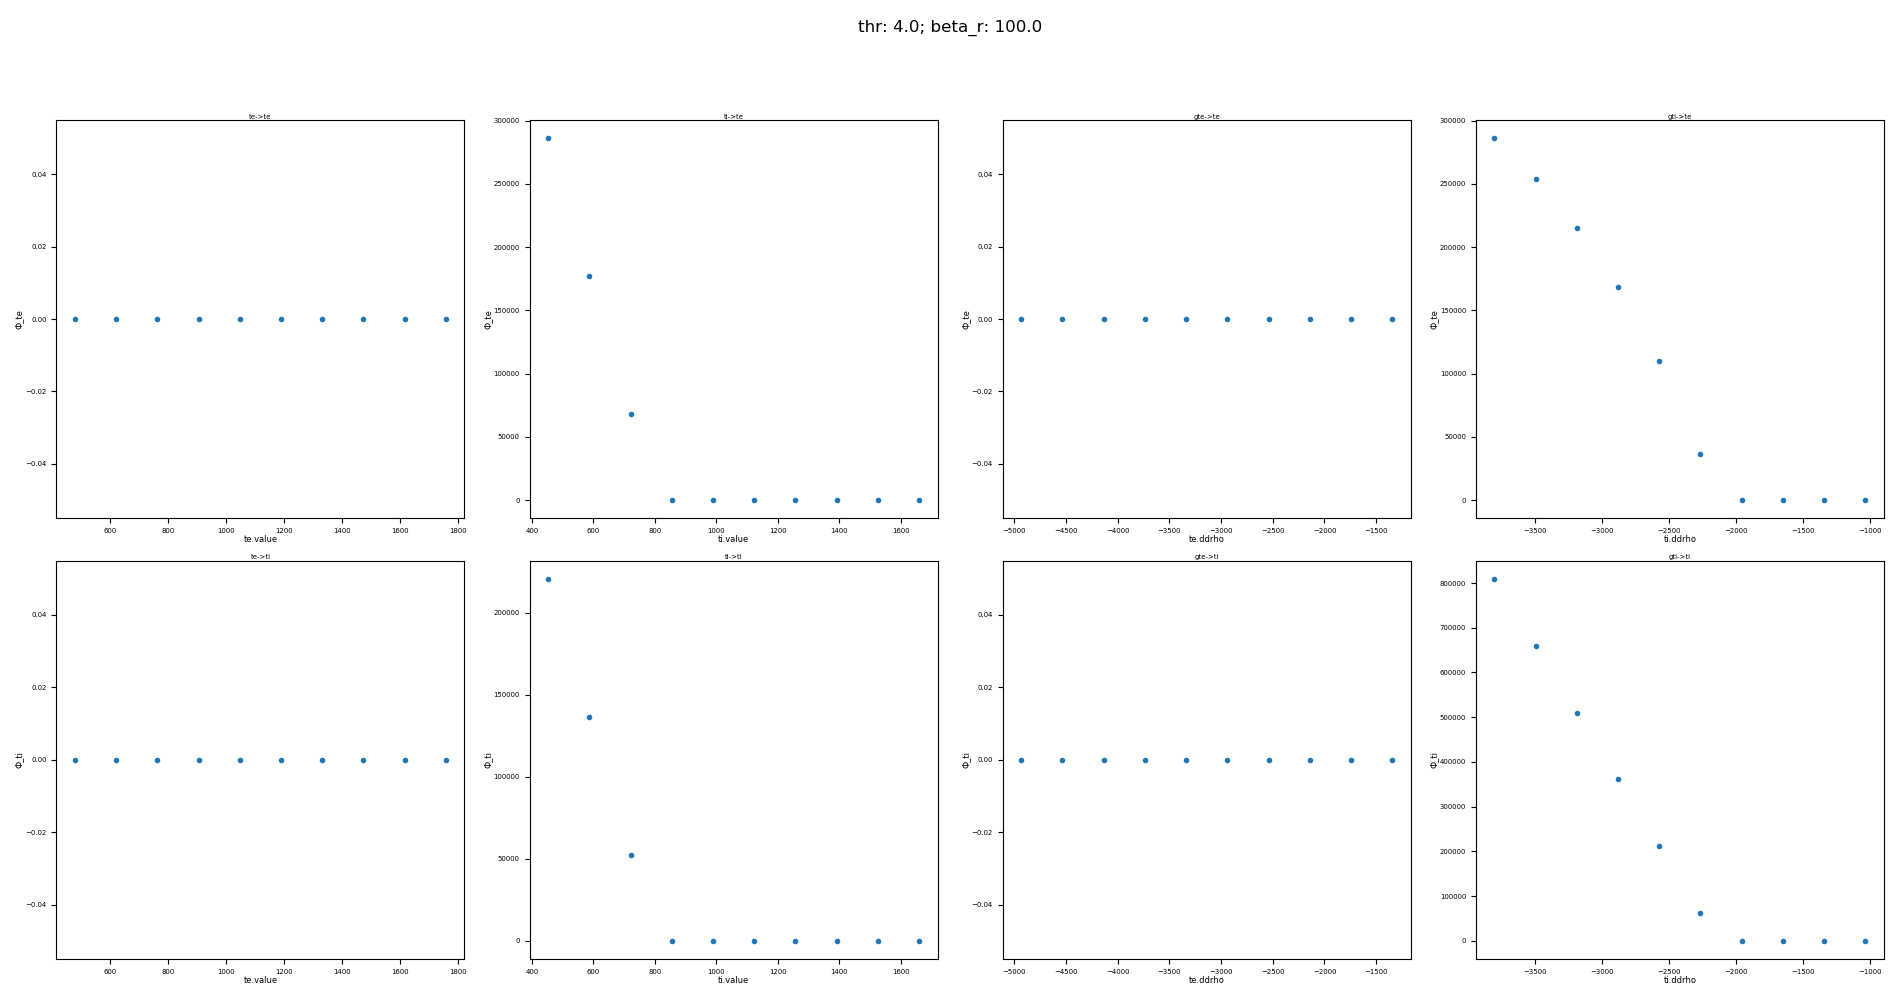 thr: 4.0; beta_r: 100.0
te->te
0.04
0.02
0.00
−0.02
−0.04
Φ_te
600 800 1000 1200 1400 1600 1800
te.value
ti->te
300000
250000
200000
150000
100000
50000
0
Φ_te
400 600 800 1000 1200 1400 1600
ti.value
gte->te
0.04
0.02
0.00
−0.02
−0.04
Φ_te
−5000 −4500 −4000 −3500 −3000 −2500 −2000 −1500
te.ddrho
gti->te
300000
250000
200000
150000
100000
50000
0
Φ_te
−3500 −3000 −2500 −2000 −1500 −1000
ti.ddrho
te->ti
0.04
0.02
0.00
−0.02
−0.04
Φ_ti
600 800 1000 1200 1400 1600 1800
te.value
ti->ti
200000
150000
100000
50000
0
Φ_ti
400 600 800 1000 1200 1400 1600
ti.value
gte->ti
0.04
0.02
0.00
−0.02
−0.04
Φ_ti
−5000 −4500 −4000 −3500 −3000 −2500 −2000 −1500
te.ddrho
gti->ti
800000
700000
600000
500000
400000
300000
200000
100000
0
Φ_ti
−3500 −3000 −2500 −2000 −1500 −1000
ti.ddrho